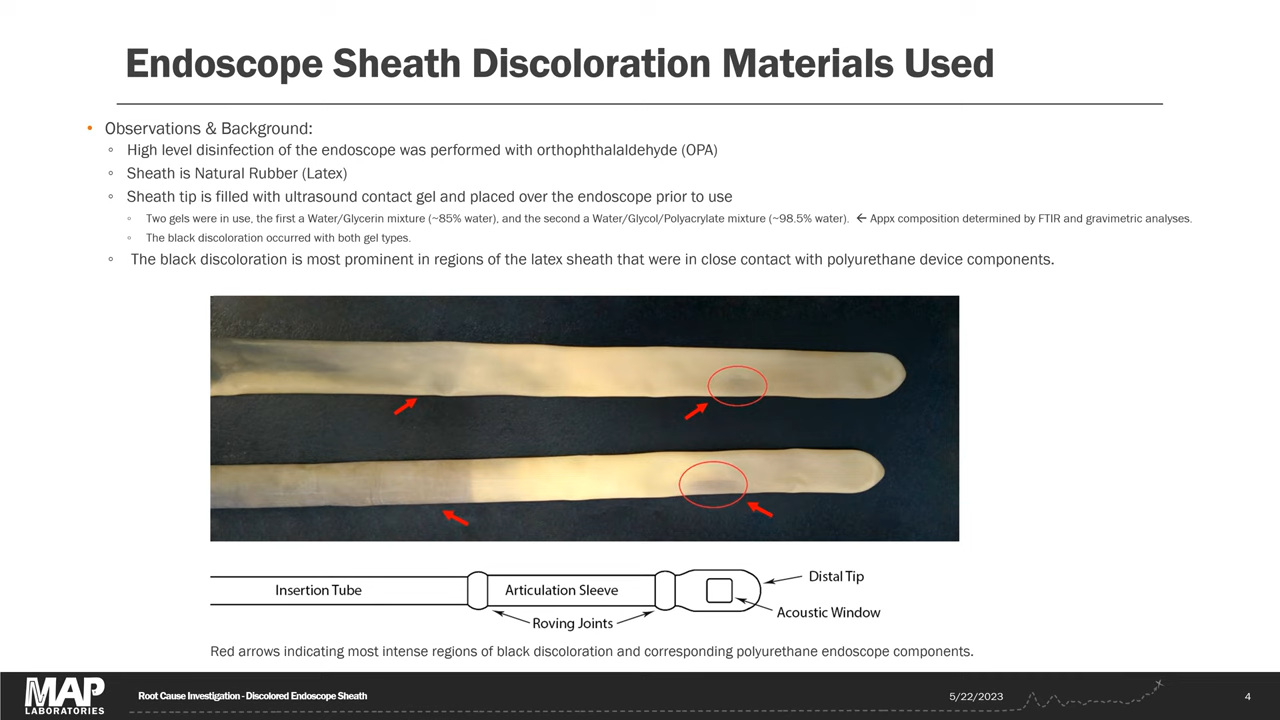 Endoscope Sheath Discoloration Materials Used
• Observations & Background:
◦ High level disinfection of the endoscope was performed with orthophthalaldehyde (OPA)
◦ Sheath is Natural Rubber (Latex)
◦ Sheath tip is filled with ultrasound contact gel and placed over the endoscope prior to use
◦ Two gels were in use, the first a Water/Glycerin mixture (~85% water), and the second a Water/Glycol/Polyacrylate mixture (~98.5% water). ← Appx composition determined by FTIR and gravimetric analyses.
◦ The black discoloration occurred with both gel types.
◦ The black discoloration is most prominent in regions of the latex sheath that were in close contact with polyurethane device components.
Insertion Tube
Articulation Sleeve
Distal Tip
Acoustic Window
Roving Joints
Red arrows indicating most intense regions of black discoloration and corresponding polyurethane endoscope components.
MAP
LABORATORIES
Root Cause Investigation - Discolored Endoscope Sheath
5/22/2023
4